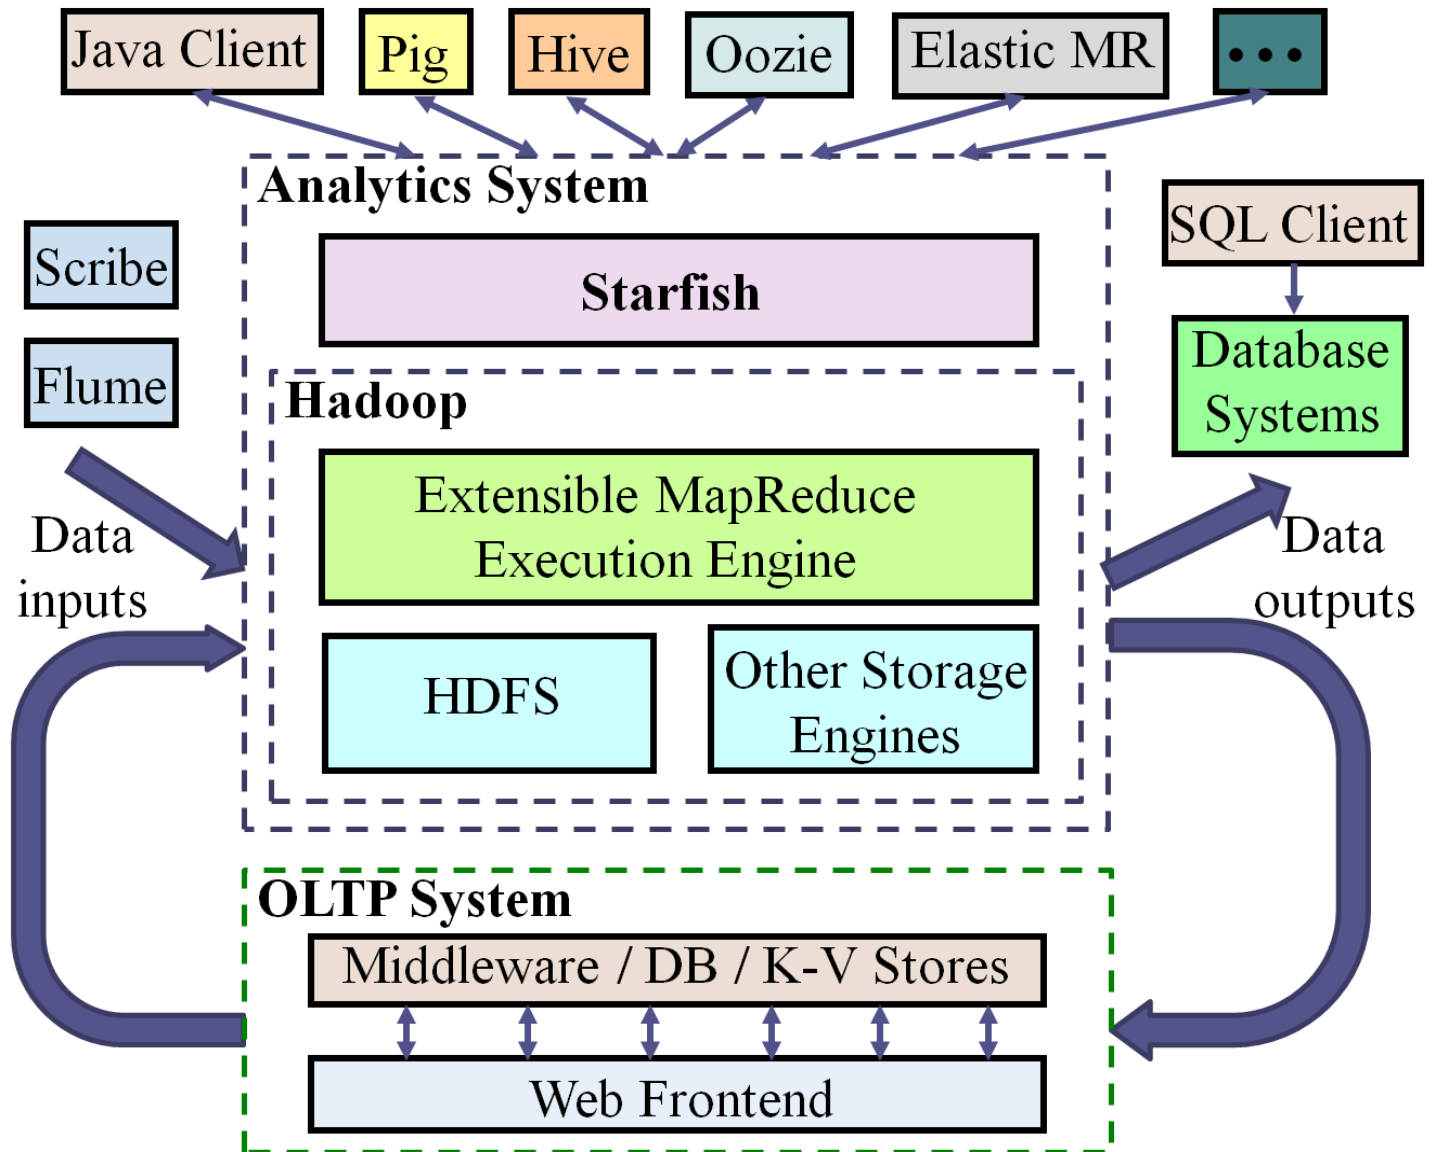 Java Client
Pig
Hive
Oozie
Elastic MR
•••
Analytics System
Starfish
Scribe
Flume
SQL Client
Database
Systems
Hadoop
Extensible MapReduce
Execution Engine
Data
inputs
Data
outputs
HDFS
Other Storage
Engines
OLTP System
Middleware / DB / K-V Stores
Web Frontend